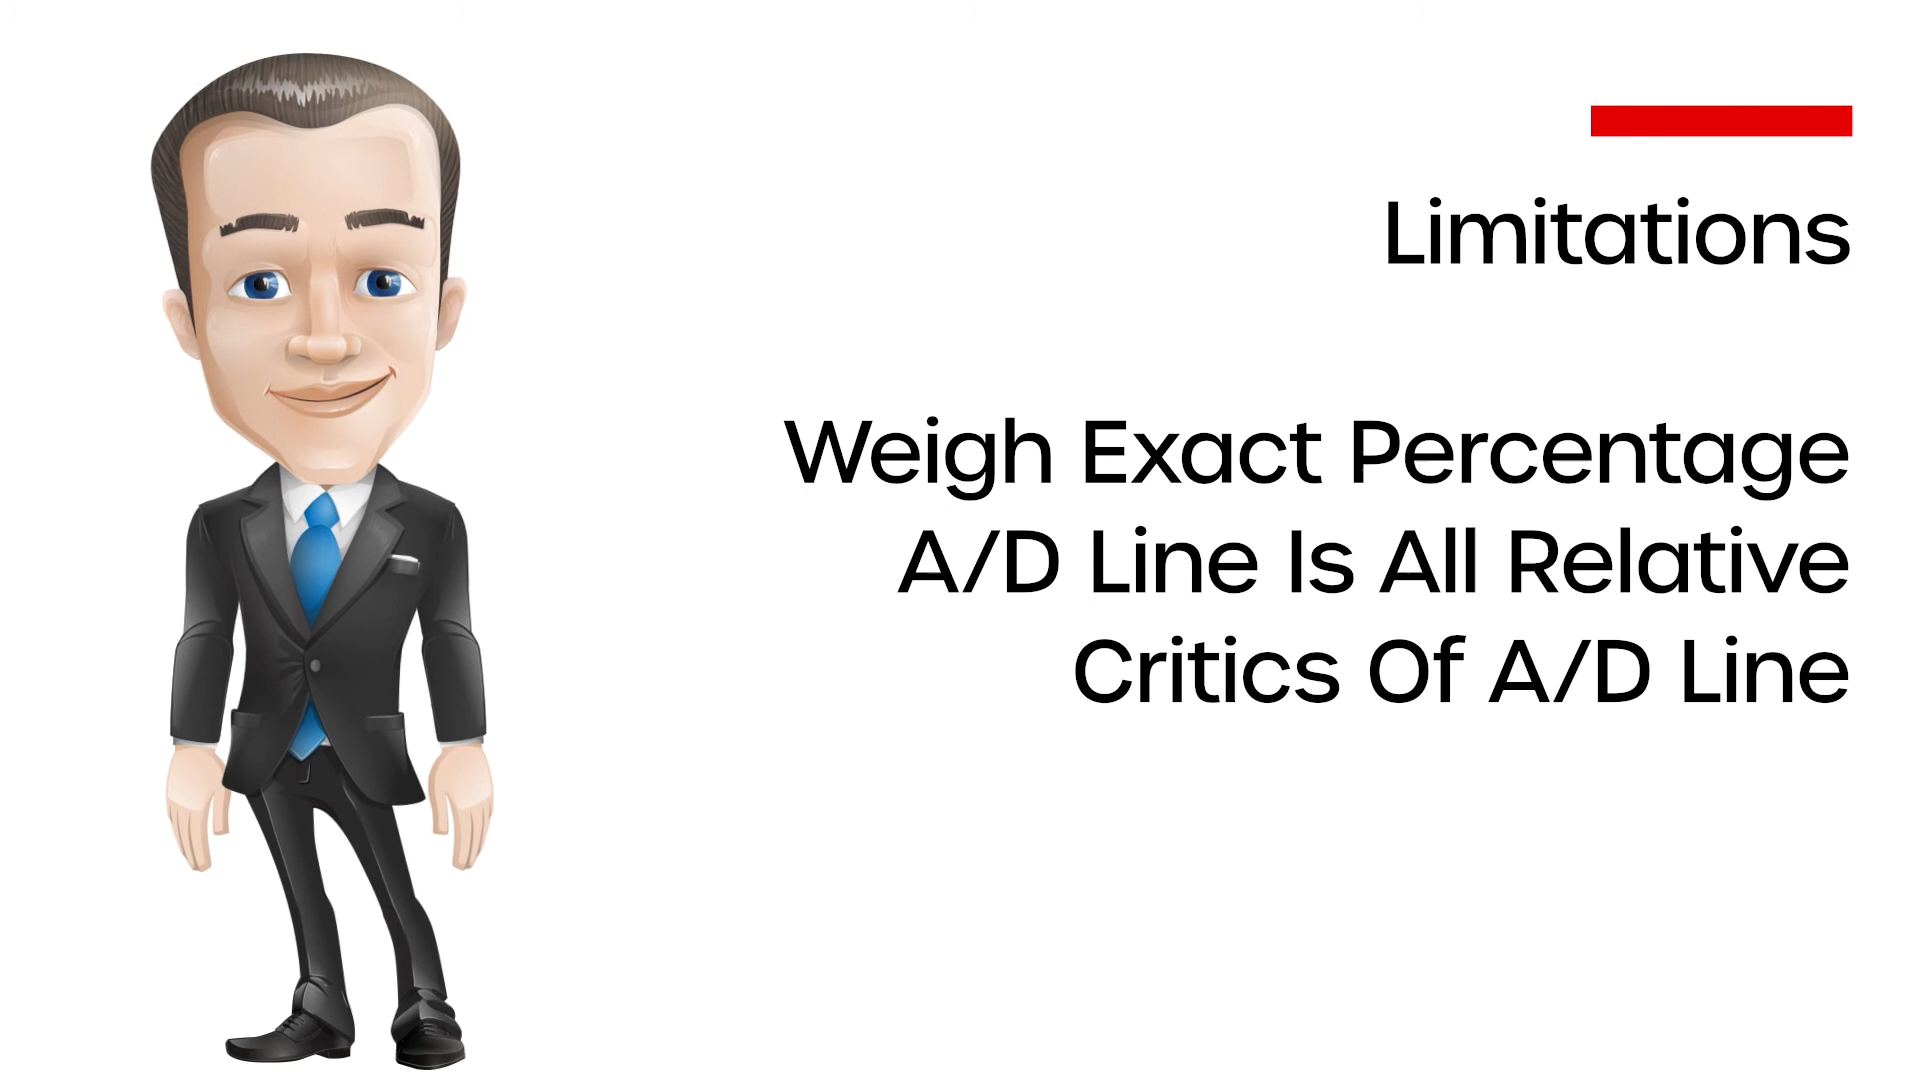 Limitations
Weigh Exact Percentage
A/D Line Is All Relative
Critics Of A/D Line